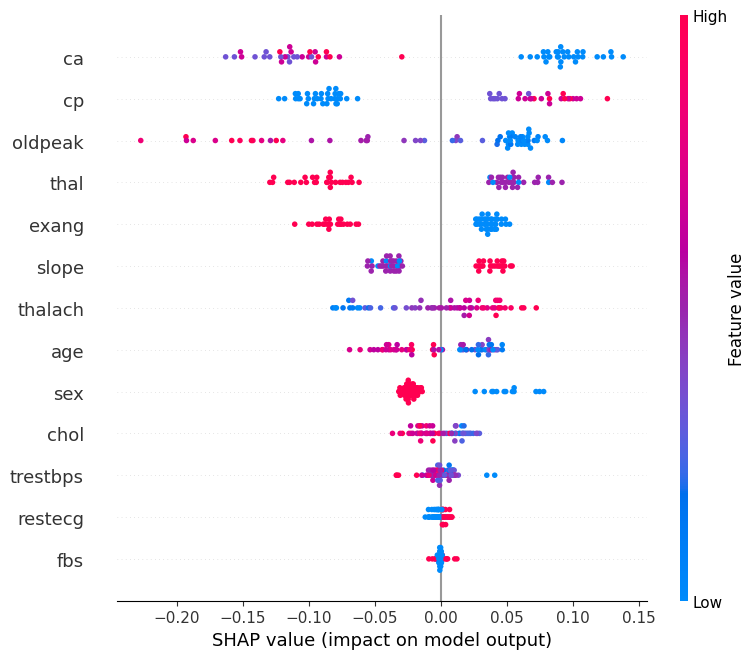 High
ca
cp
oldpeak
thal
exang
slope
thalach
age
sex
chol
trestbps
restecg
fbs
Feature value
Low
−0.20 −0.15 −0.10 −0.05 0.00 0.05 0.10 0.15
SHAP value (impact on model output)